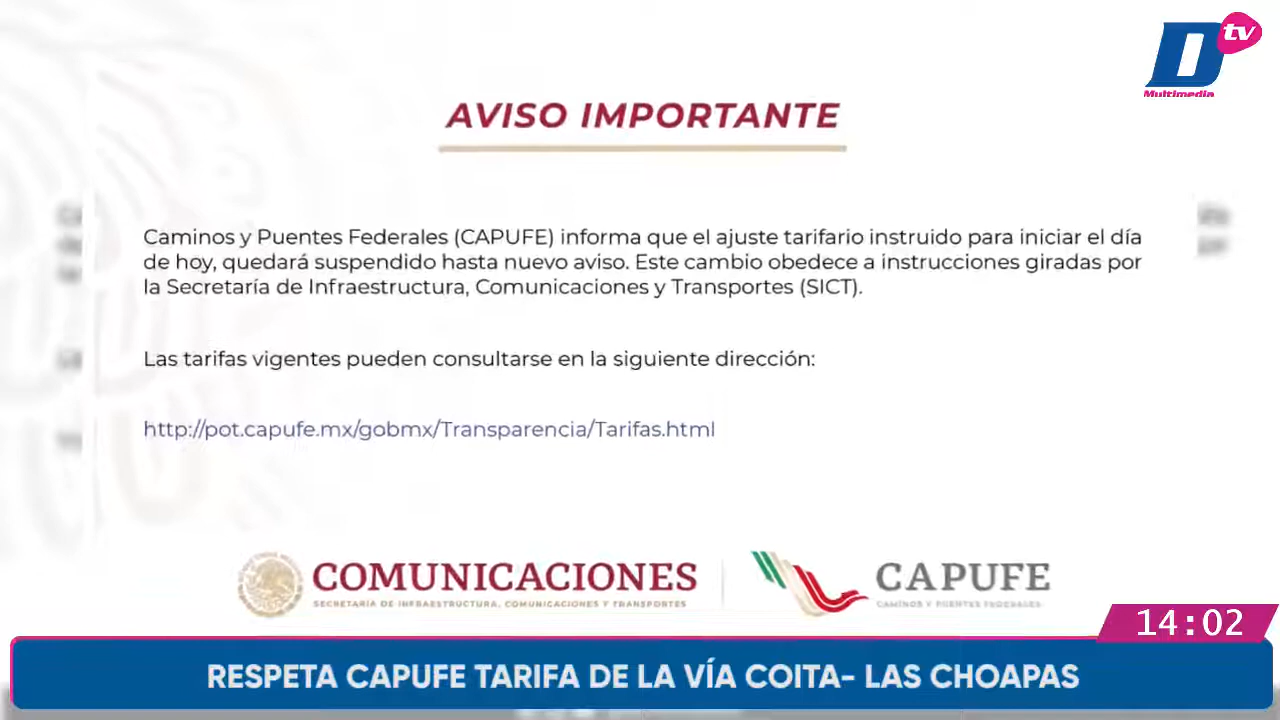 D tv
Multimedia
AVISO IMPORTANTE
Caminos y Puentes Federales (CAPUFE) informa que el ajuste tarifario instruido para iniciar el día
de hoy, quedará suspendido hasta nuevo aviso. Este cambio obedece a instrucciones giradas por
la Secretaría de Infraestructura, Comunicaciones y Transportes (SICT).
Las tarifas vigentes pueden consultarse en la siguiente dirección:
http://pot.capufe.mx/gobmx/Transparencia/Tarifas.html
COMUNICACIONES
SECRETARÍA DE INFRAESTRUCTURA, COMUNICACIONES Y TRANSPORTES
CAPUFE
CAMINOS Y PUENTES FEDERALES
14:02
RESPETA CAPUFE TARIFA DE LA VÍA COITA- LAS CHOAPAS